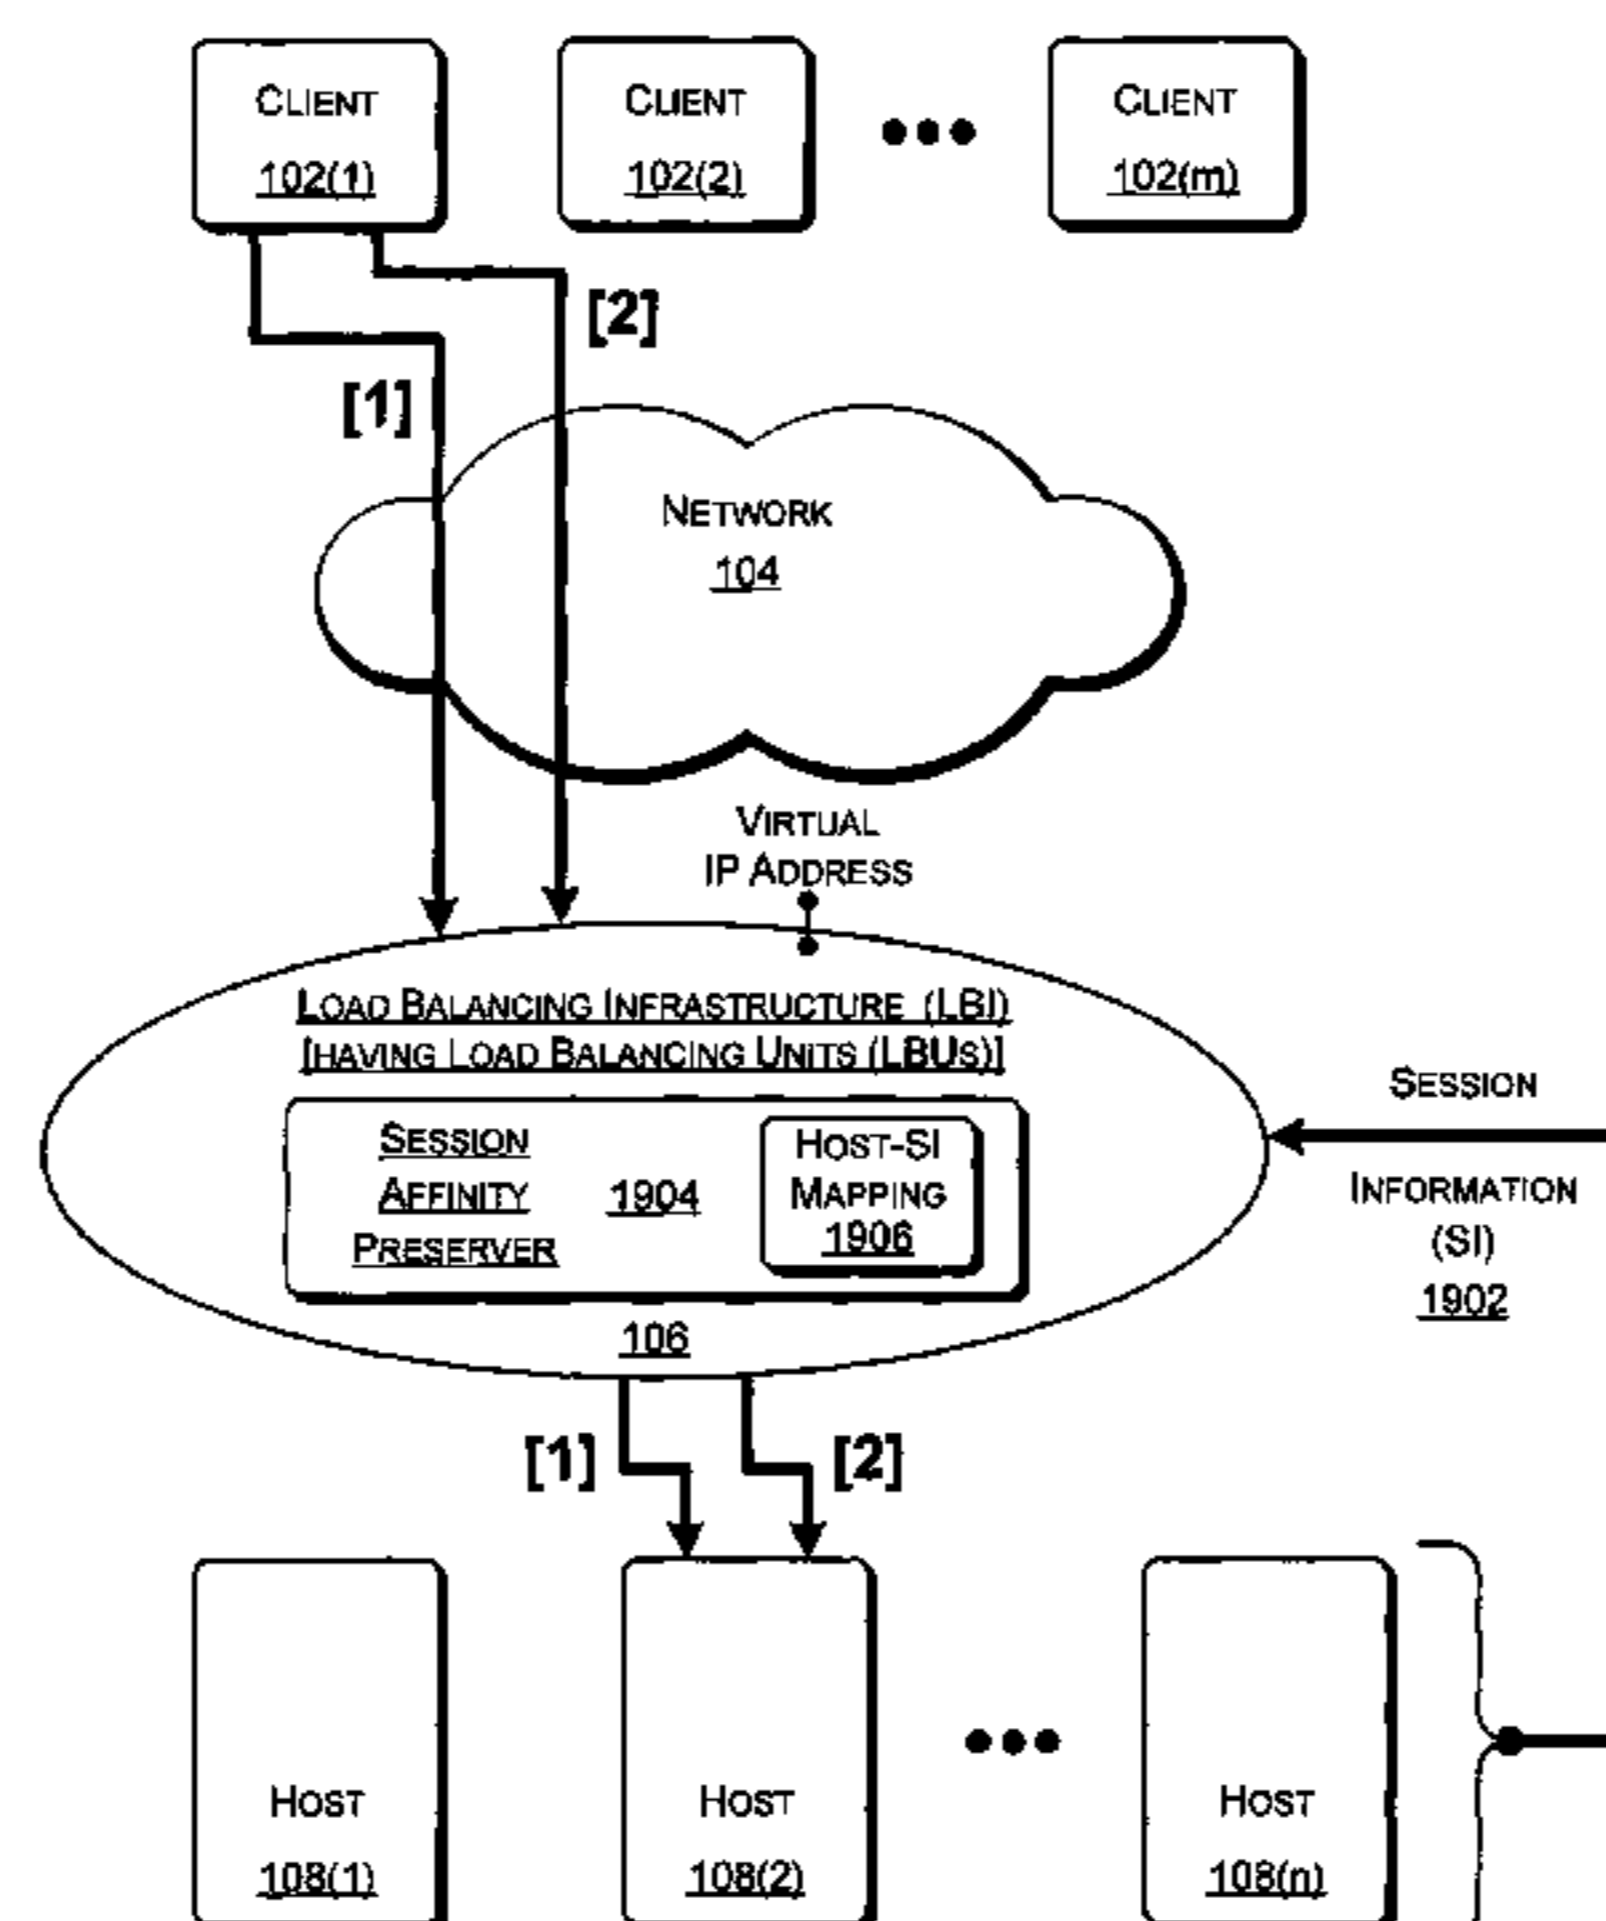 CLIENT
102(1)
CLIENT
102(2)
CLIENT
102(m)
[2]
[1]
NETWORK
104
VIRTUAL
IP ADDRESS
LOAD BALANCING INFRASTRUCTURE (LBI)
[HAVING LOAD BALANCING UNITS (LBUS)]
SESSION
AFFINITY
PRESERVER
1904
HOST-SI
MAPPING
1906
106
SESSION
INFORMATION
(SI)
1902
[1]
[2]
HOST
108(1)
HOST
108(2)
HOST
108(n)